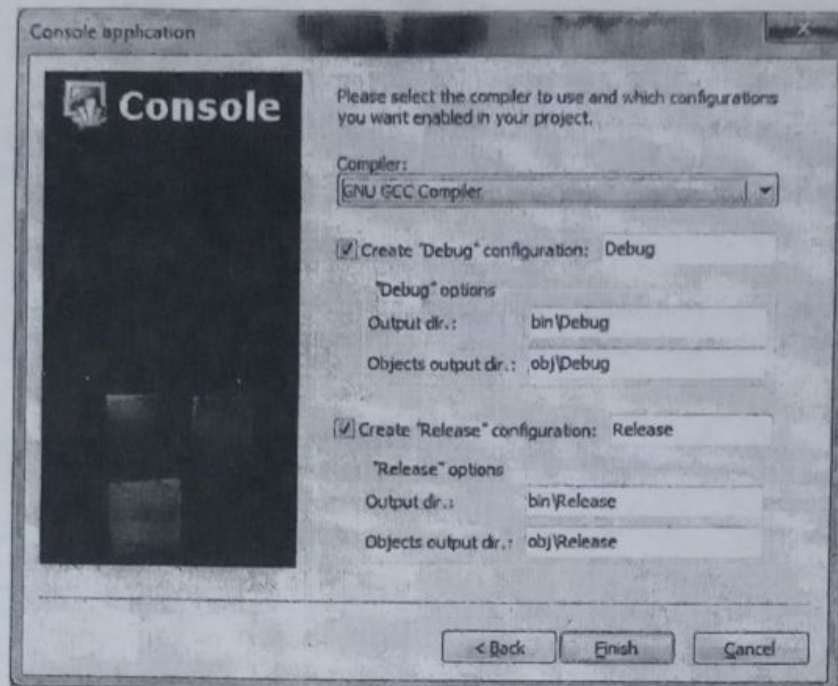 Console application
Console
Please select the compiler to use and which configurations
you want enabled in your project.
Compiler:
GNU GCC Compiler
Create "Debug" configuration: Debug
"Debug" options
Output dir.: bin\Debug
Objects output dir.: obj\Debug
Create "Release" configuration: Release
"Release" options
Output dir.: bin\Release
Objects output dir.: obj\Release
< Back Finish Cancel